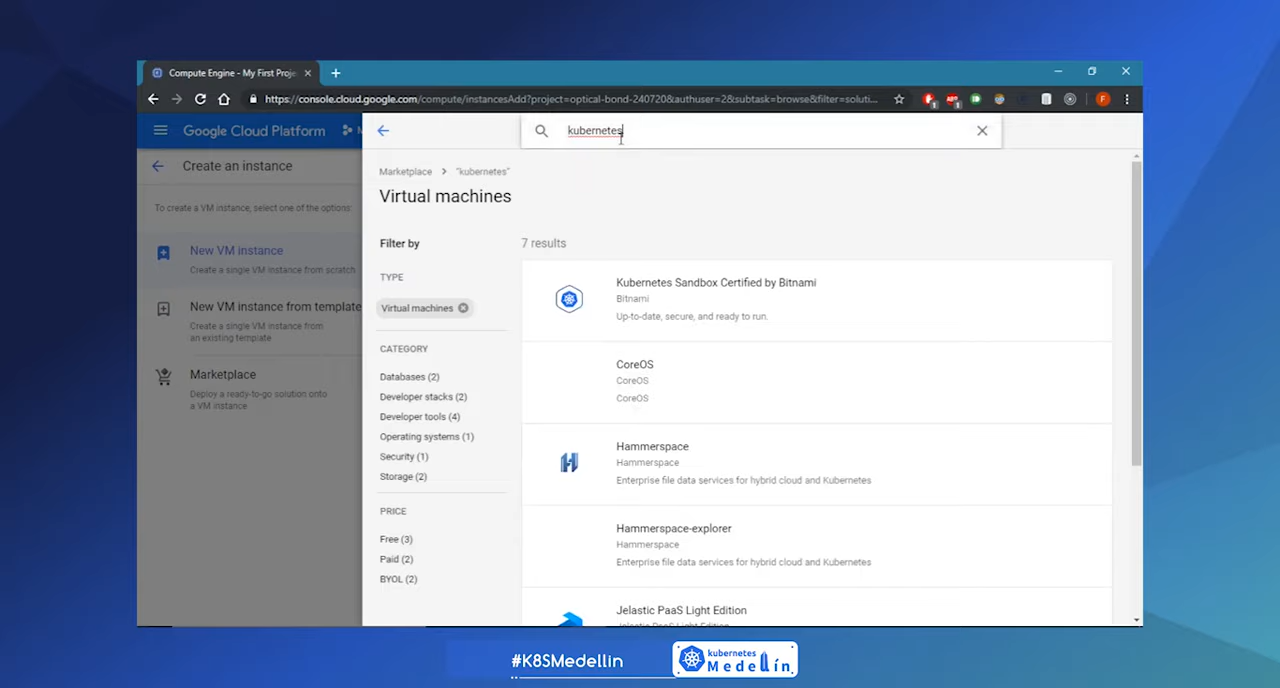 Compute Engine - My First Proje
https://console.cloud.google.com/compute/instancesAdd?project=optical-bond-240720&authuser=2&subtask=browse&filter=soluti...
Google Cloud Platform
kubernetes
Create an instance
To create a VM instance, select one of the options:
New VM instance
Create a single VM instance from scratch
New VM instance from template
Create a single VM instance from
an existing template
Marketplace
Deploy a ready-to-go solution onto
a VM instance
Marketplace > "kubernetes"
Virtual machines
Filter by
TYPE
Virtual machines
CATEGORY
Databases (2)
Developer stacks (2)
Developer tools (4)
Operating systems (1)
Security (1)
Storage (2)
PRICE
Free (3)
Paid (2)
BYOL (2)
7 results
Kubernetes Sandbox Certified by Bitnami
Bitnami
Up-to-date, secure, and ready to run.
CoreOS
CoreOS
CoreOS
Hammerspace
Hammerspace
Enterprise file data services for hybrid cloud and Kubernetes
Hammerspace-explorer
Hammerspace
Enterprise file data services for hybrid cloud and Kubernetes
Jelastic PaaS Light Edition
Jelastic PaaS Light Edition
#K8SMedellin
kubernetes
Medellín